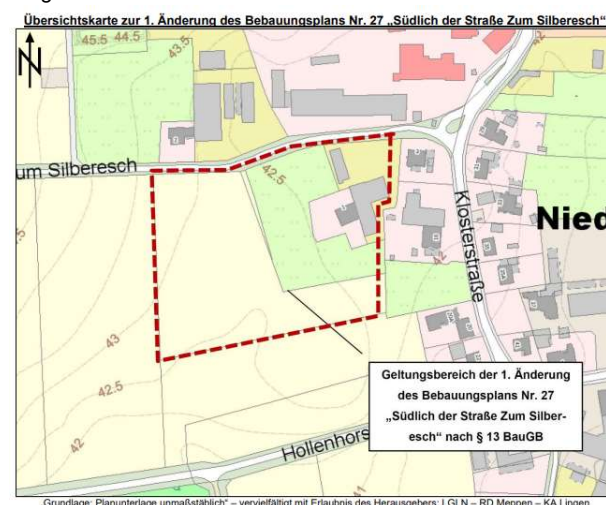 Übersichtskarte zur 1. Änderung des Bebauungsplans Nr. 27 „Südlich der Straße Zum Silberesch“
45.5 44.5
43.5
42
N
um Silberesch
42.5
Klosterstraße
Nied
42
43
42.5
42
Geltungsbereich der 1. Änderung
des Bebauungsplans Nr. 27
„Südlich der Straße Zum Silber-
esch“ nach § 13 BauGB
Hollenhors
41
Grundlage: Planunterlage unmaßstäblich“ – vervielfältigt mit Erlaubnis des Herausgebers: LGLN – RD Meppen – KA Lingen